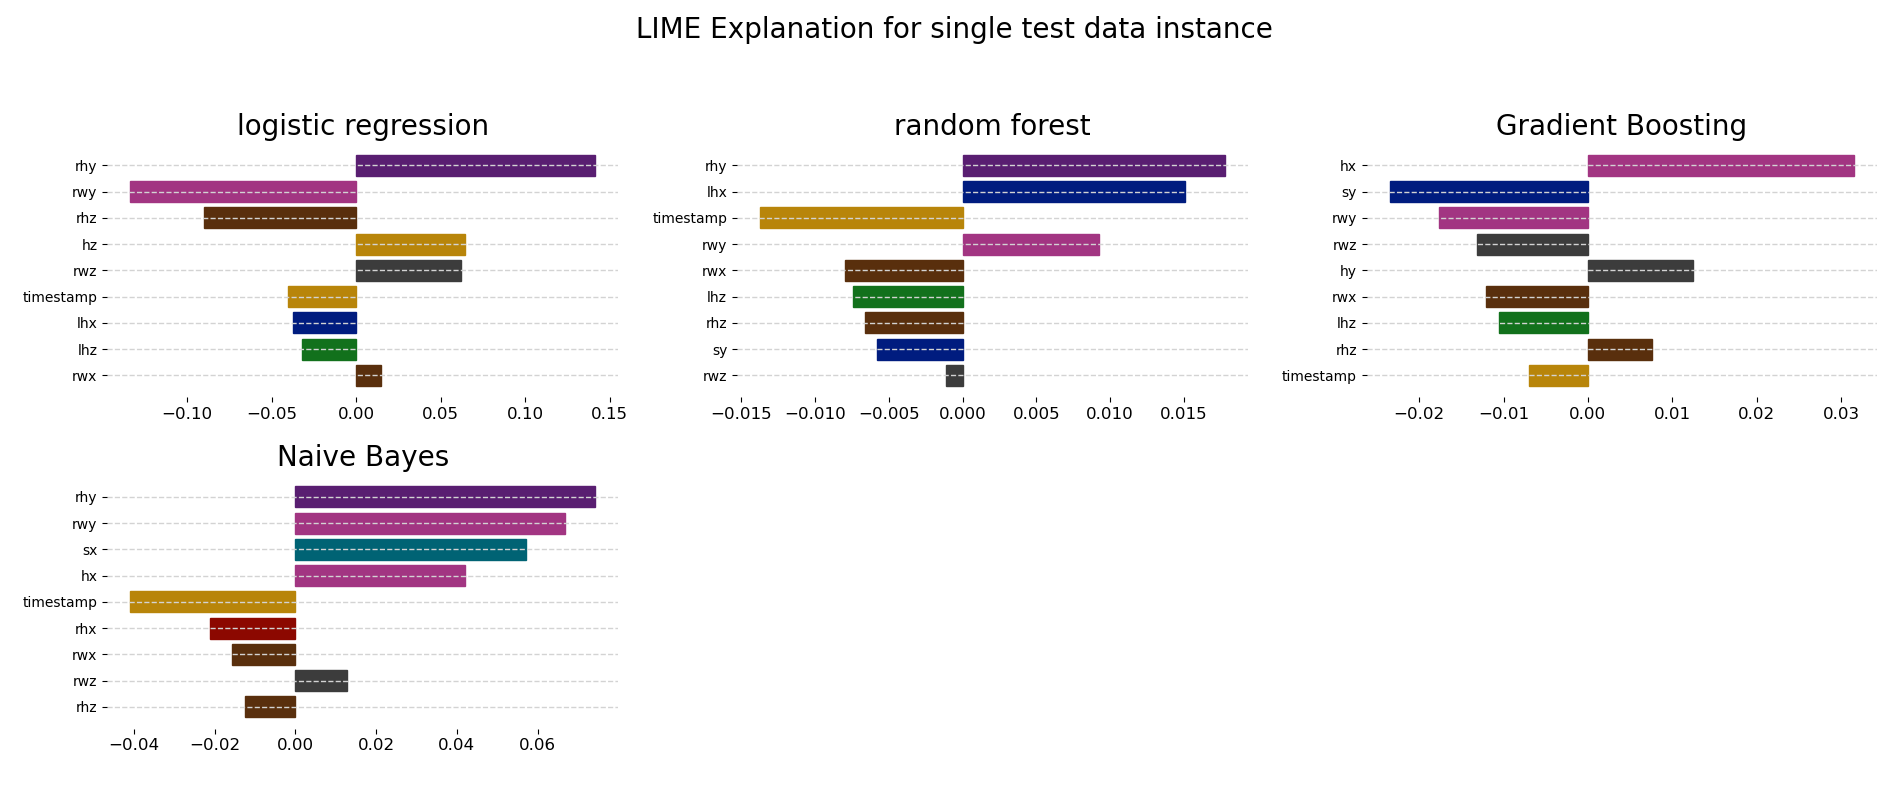 LIME Explanation for single test data instance
logistic regression
rhy
rwy
rhz
hz
rwz
timestamp
lhx
lhz
rwx
−0.10 −0.05 0.00 0.05 0.10 0.15
random forest
rhy
lhx
timestamp
rwy
rwx
lhz
rhz
sy
rwz
−0.015 −0.010 −0.005 0.000 0.005 0.010 0.015
Gradient Boosting
hx
sy
rwy
rwz
hy
rwx
lhz
rhz
timestamp
−0.02 −0.01 0.00 0.01 0.02 0.03
Naive Bayes
rhy
rwy
sx
hx
timestamp
rhx
rwx
rwz
rhz
−0.04 −0.02 0.00 0.02 0.04 0.06